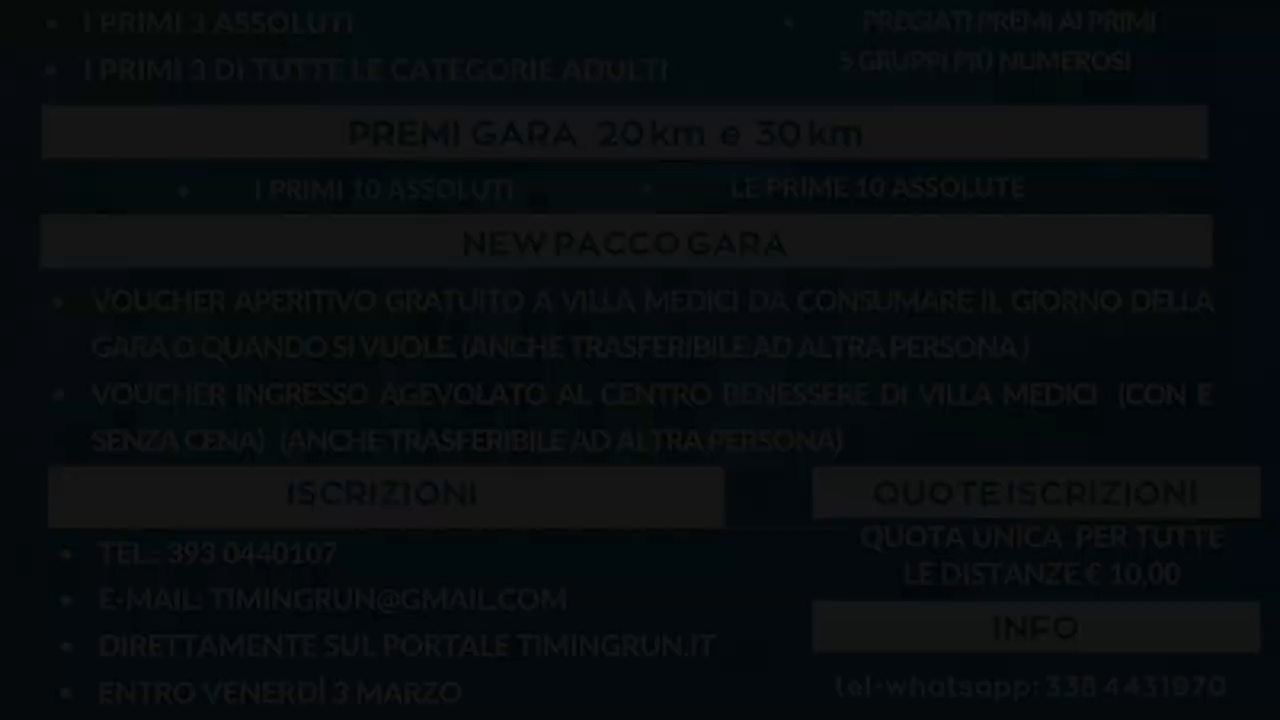 I PRIMI 3 ASSOLUTI
I PRIMI 3 DI TUTTE LE CATEGORIE ADULTI
PREGIATI PREMI AI PRIMI
5 GRUPPI PIÙ NUMEROSI
PREMI GARA 20 km e 30 km
I PRIMI 10 ASSOLUTI
LE PRIME 10 ASSOLUTE
NEW PACCO GARA
VOUCHER APERITIVO GRATUITO A VILLA MEDICI DA CONSUMARE IL GIORNO DELLA
GARA O QUANDO SI VUOLE (ANCHE TRASFERIBILE AD ALTRA PERSONA)
VOUCHER INGRESSO AGEVOLATO AL CENTRO BENESSERE DI VILLA MEDICI (CON E
SENZA CENA) (ANCHE TRASFERIBILE AD ALTRA PERSONA)
ISCRIZIONI
TEL.: 393 0440107
E-MAIL: TIMINGRUN@GMAIL.COM
DIRETTAMENTE SUL PORTALE TIMINGRUN.IT
ENTRO VENERDÌ 3 MARZO
QUOTE ISCRIZIONI
QUOTA UNICA PER TUTTE
LE DISTANZE € 10,00
INFO
tel-whatsapp: 338 4431970